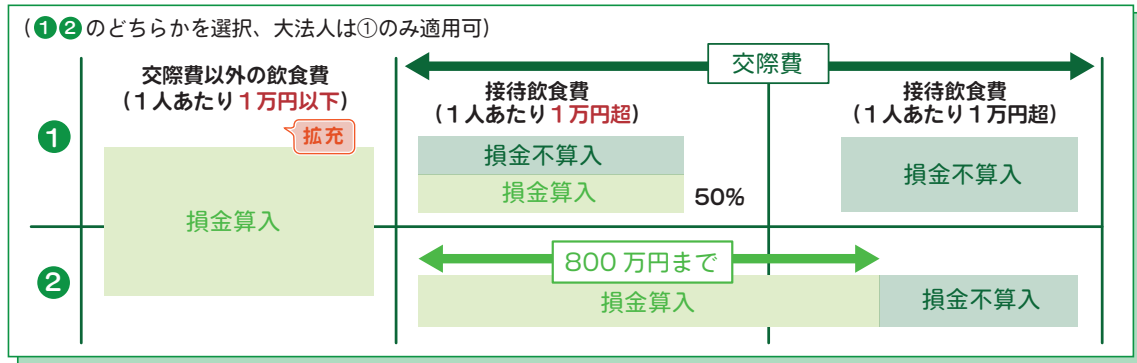 (❶❷のどちらかを選択、大法人は①のみ適用可)
交際費
交際費以外の飲食費
(1人あたり1万円以下)
接待飲食費
(1人あたり1万円超)
接待飲食費
(1人あたり1万円超)
❶
拡充
損金算入
損金不算入
損金算入
50%
損金不算入
❷
800万円まで
損金算入
損金不算入